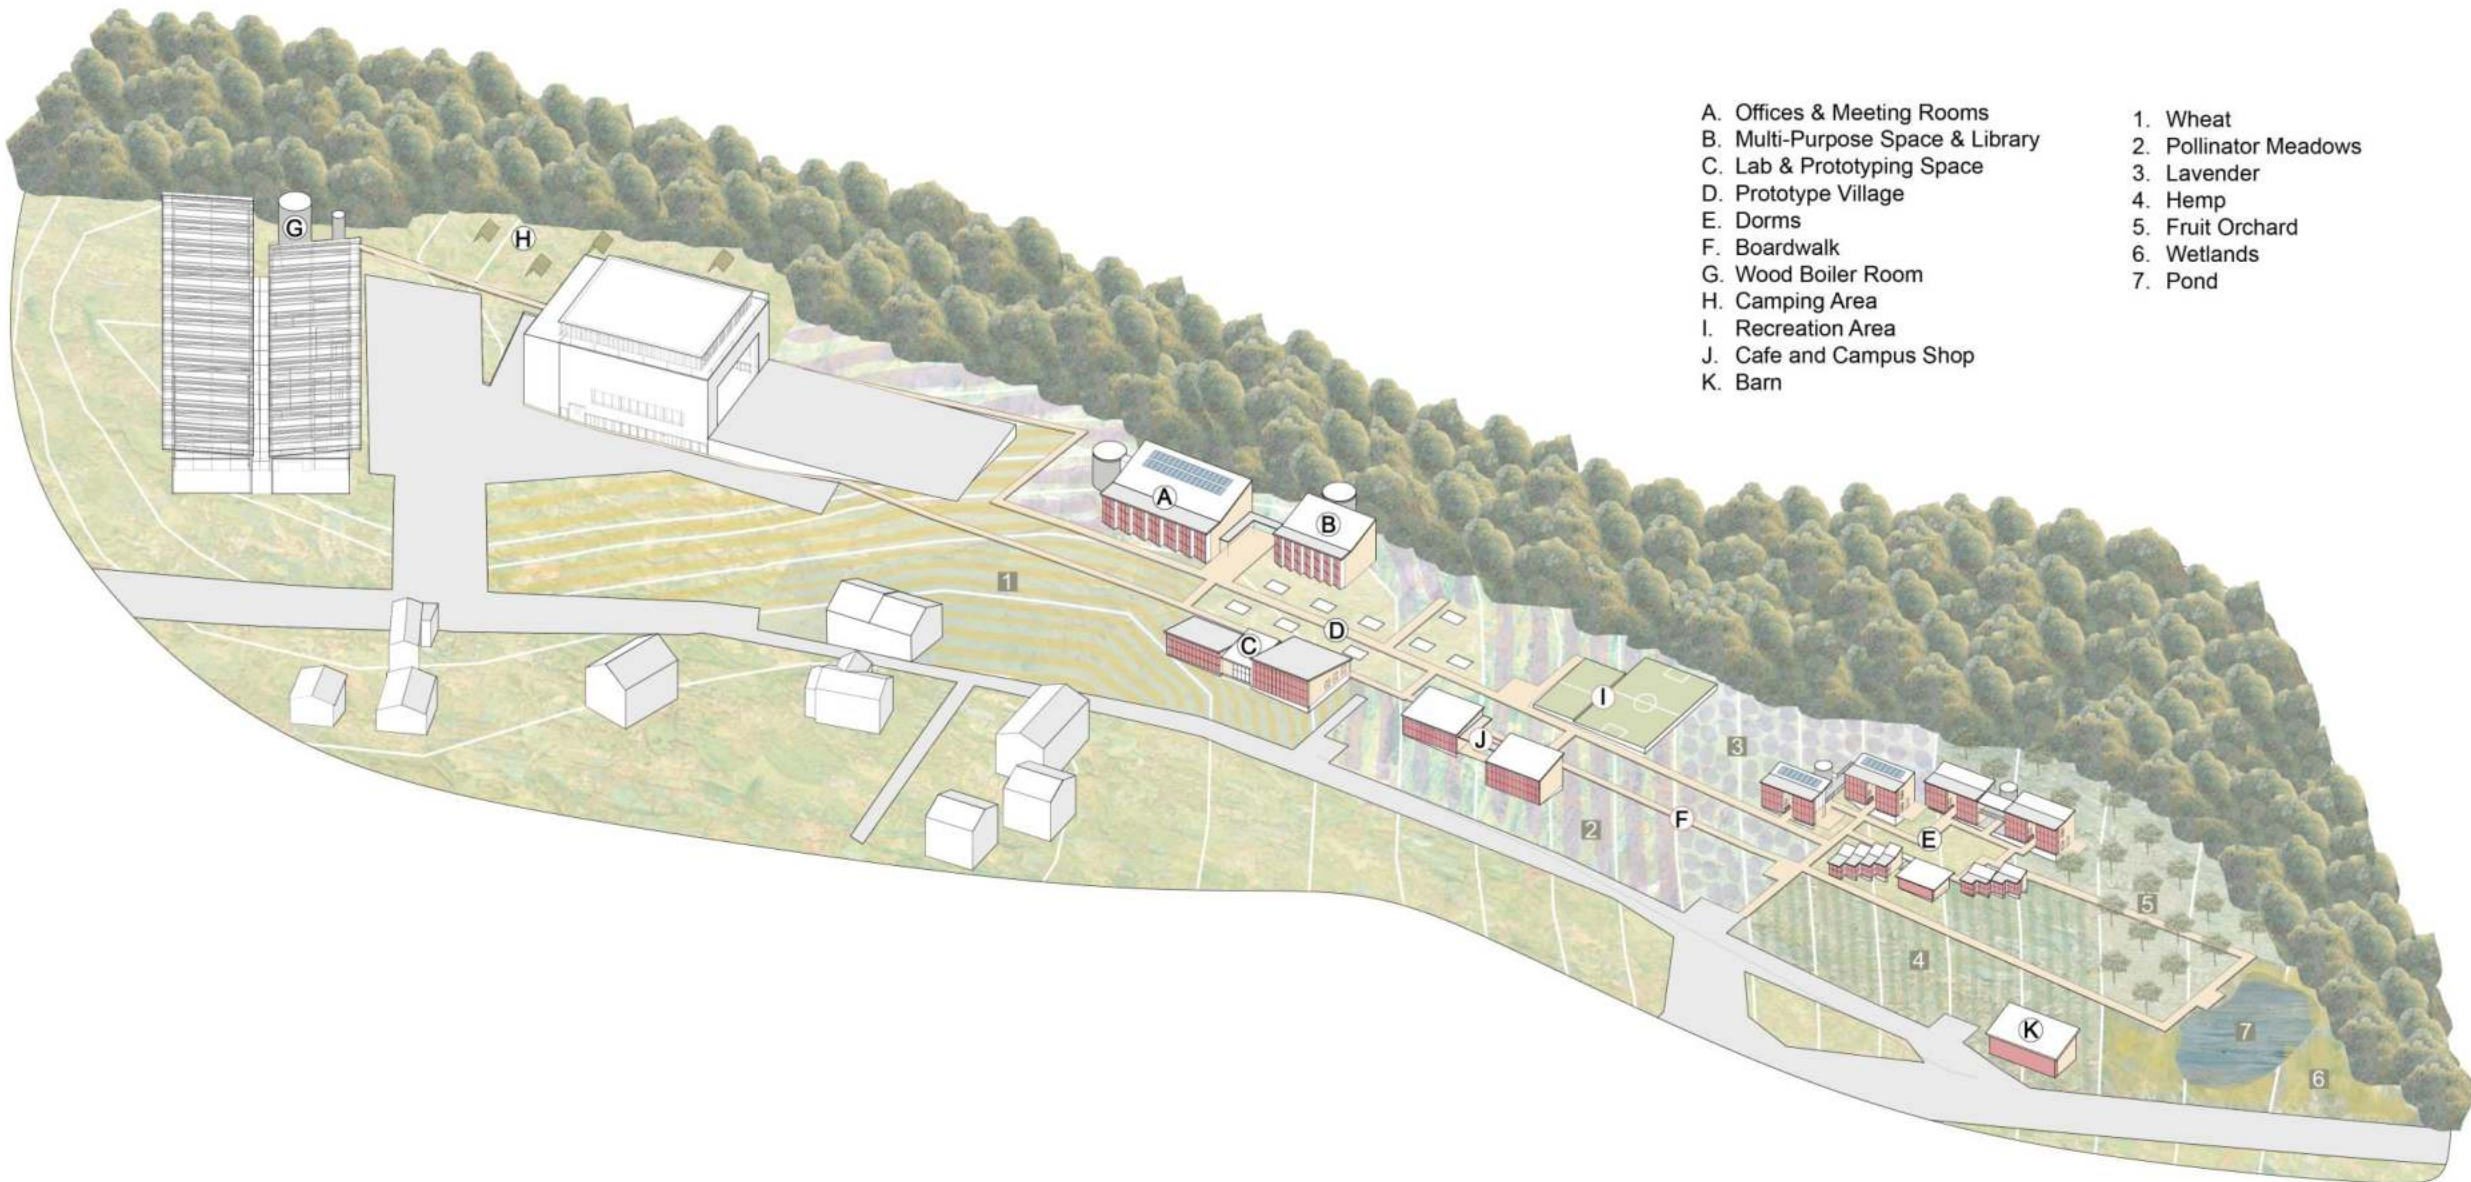 A. Offices & Meeting Rooms
B. Multi-Purpose Space & Library
C. Lab & Prototyping Space
D. Prototype Village
E. Dorms
F. Boardwalk
G. Wood Boiler Room
H. Camping Area
I. Recreation Area
J. Cafe and Campus Shop
K. Barn
1. Wheat
2. Pollinator Meadows
3. Lavender
4. Hemp
5. Fruit Orchard
6. Wetlands
7. Pond
G
H
A
B
1
D
C
I
J
3
F
2
E
5
4
K
7
6